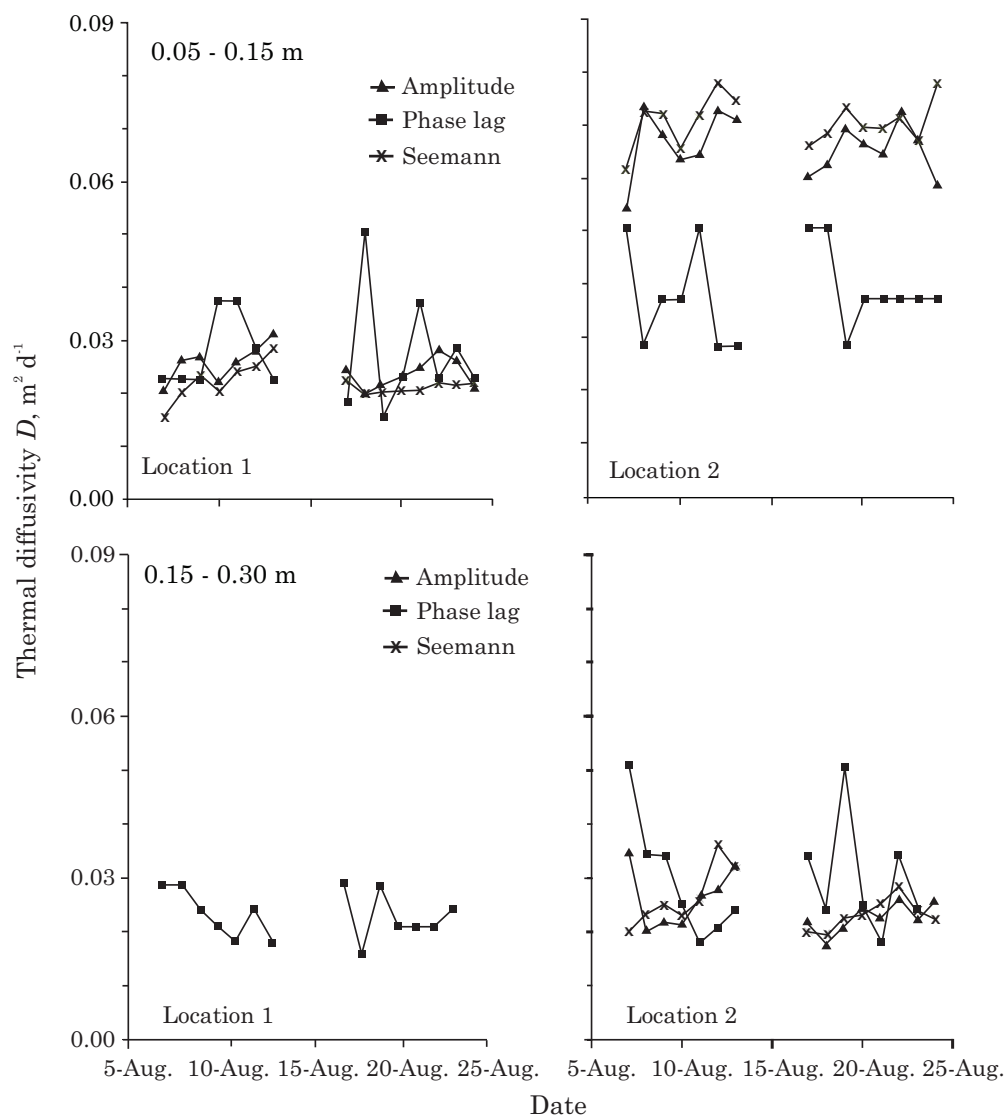 Thermal diffusivity D, m² d⁻¹
0.09
0.06
0.03
0.00
0.05 - 0.15 m
Amplitude
Phase lag
Seemann
Location 1
Location 2
0.09
0.06
0.03
0.00
0.15 - 0.30 m
Amplitude
Phase lag
Seemann
Location 1
Location 2
5-Aug. 10-Aug. 15-Aug. 20-Aug. 25-Aug. 5-Aug. 10-Aug. 15-Aug. 20-Aug. 25-Aug.
Date